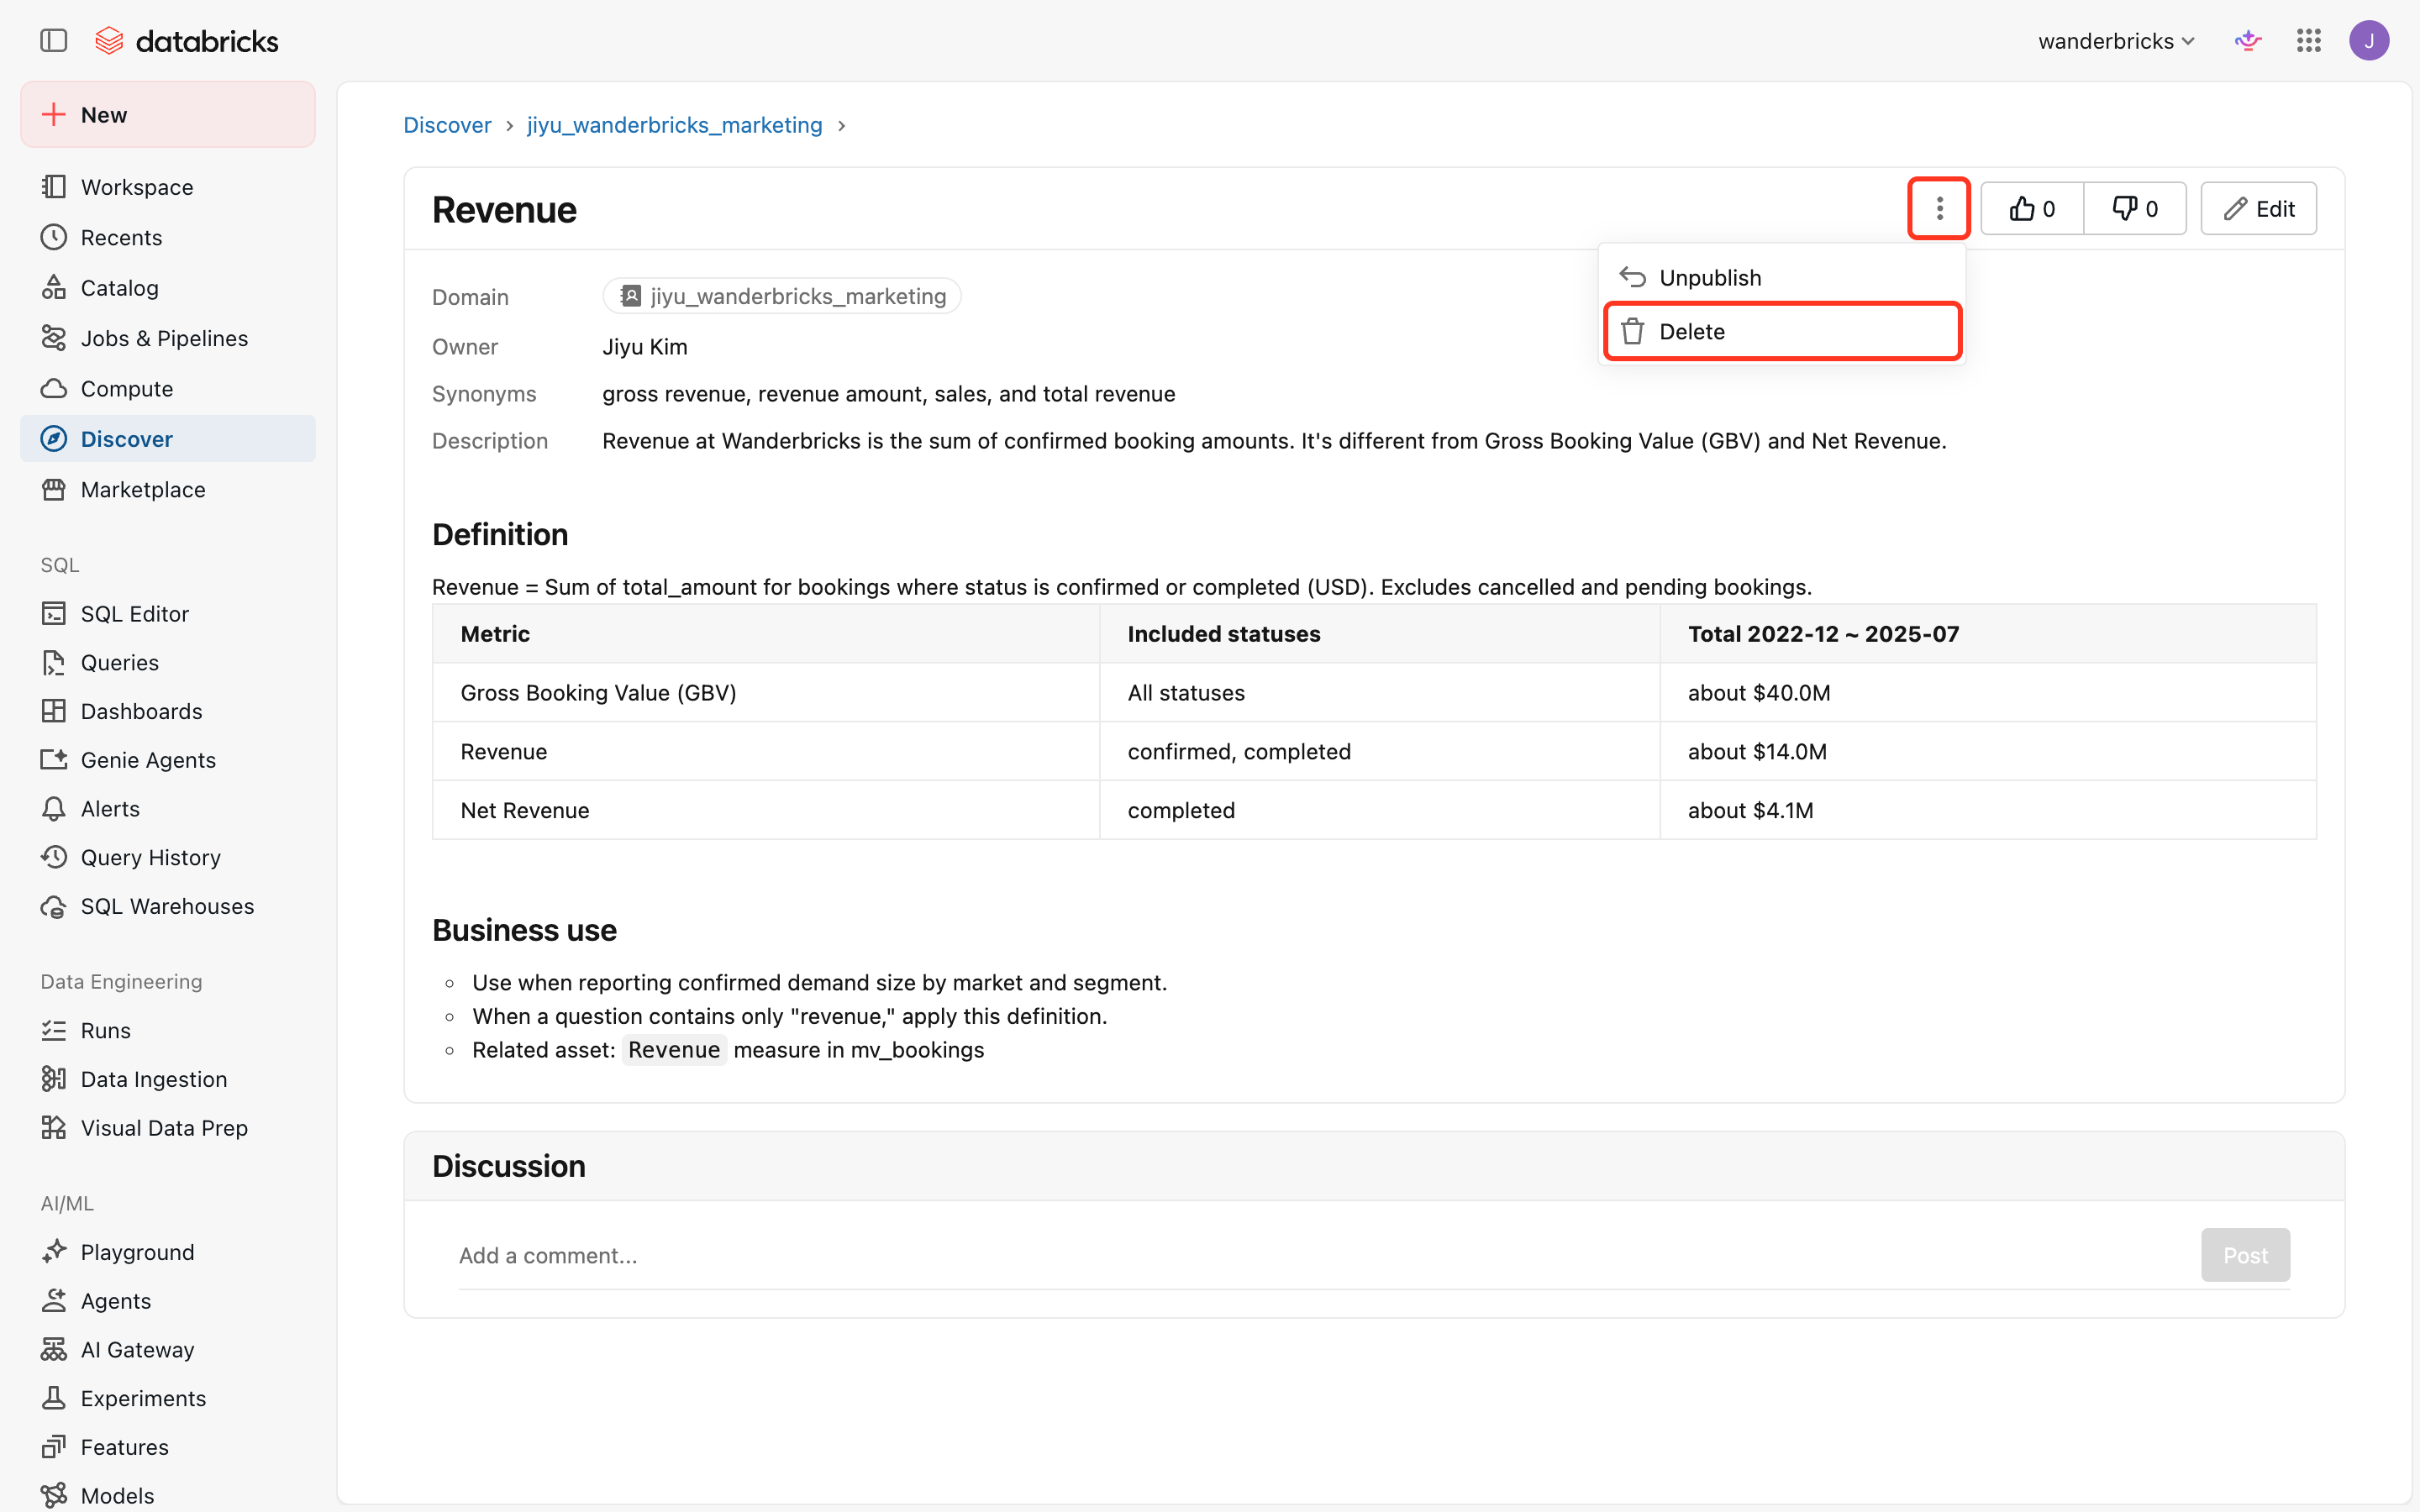 databricks
wanderbricks
J
New
Workspace
Recents
Catalog
Jobs & Pipelines
Compute
Discover
Marketplace
SQL
SQL Editor
Queries
Dashboards
Genie Agents
Alerts
Query History
SQL Warehouses
Data Engineering
Runs
Data Ingestion
Visual Data Prep
AI/ML
Playground
Agents
AI Gateway
Experiments
Features
Models
Discover › jiyu_wanderbricks_marketing ›
Revenue
0
0
Edit
Unpublish
Delete
Domain jiyu_wanderbricks_marketing
Owner Jiyu Kim
Synonyms gross revenue, revenue amount, sales, and total revenue
Description Revenue at Wanderbricks is the sum of confirmed booking amounts. It's different from Gross Booking Value (GBV) and Net Revenue.
Definition
Revenue = Sum of total_amount for bookings where status is confirmed or completed (USD). Excludes cancelled and pending bookings.
Metric Included statuses Total 2022-12 ~ 2025-07
Gross Booking Value (GBV) All statuses about $40.0M
Revenue confirmed, completed about $14.0M
Net Revenue completed about $4.1M
Business use
Use when reporting confirmed demand size by market and segment.
When a question contains only "revenue," apply this definition.
Related asset: Revenue measure in mv_bookings
Discussion
Add a comment...
Post